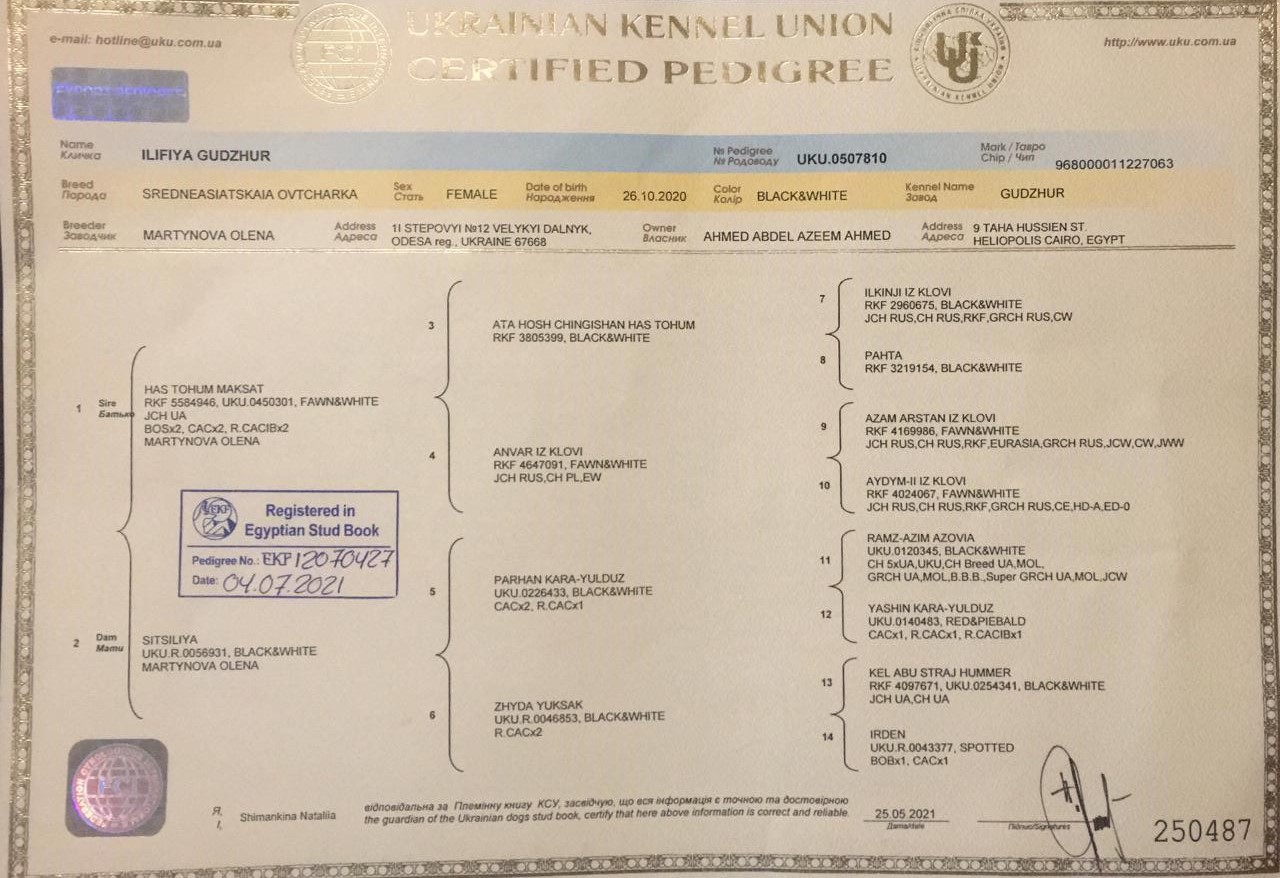 UKRAINIAN KENNEL UNION
CERTIFIED PEDIGREE
e-mail: hotline@uku.com.ua
http://www.uku.com.ua
FCI
EXPORT PEDIGREE
UKU
UKRAINIAN KENNEL UNION
Name
Кличка
ILIFIYA GUDZHUR
№ Pedigree
№ Родоводу
UKU.0507810
Mark / Тавро
Chip / Чип
968000011227063
Breed
Порода
SREDNEASIATSKAIA OVTCHARKA
Sex
Стать
FEMALE
Date of birth
Народження
26.10.2020
Color
Колір
BLACK&WHITE
Kennel Name
Завод
GUDZHUR
Breeder
Заводчик
MARTYNOVA OLENA
Address
Адреса
1I STEPOVYI №12 VELYKYI DALNYK,
ODESA reg., UKRAINE 67668
Owner
Власник
AHMED ABDEL AZEEM AHMED
Address
Адреса
9 TAHA HUSSIEN ST.
HELIOPOLIS CAIRO, EGYPT
1
Sire
Батько
HAS TOHUM MAKSAT
RKF 5584946, UKU.0450301, FAWN&WHITE
JCH UA
BOSx2, CACx2, R.CACIBx2
MARTYNOVA OLENA
2
Dam
Мати
SITSILIYA
UKU.R.0056931, BLACK&WHITE
MARTYNOVA OLENA
3
ATA HOSH CHINGISHAN HAS TOHUM
RKF 3805399, BLACK&WHITE
4
ANVAR IZ KLOVI
RKF 4647091, FAWN&WHITE
JCH RUS,CH PL,EW
5
PARHAN KARA-YULDUZ
UKU.0226433, BLACK&WHITE
CACx2, R.CACx1
6
ZHYDA YUKSAK
UKU.R.0046853, BLACK&WHITE
R.CACx2
7
ILKINJI IZ KLOVI
RKF 2960675, BLACK&WHITE
JCH RUS,CH RUS,RKF,GRCH RUS,CW
8
PAHTA
RKF 3219154, BLACK&WHITE
9
AZAM ARSTAN IZ KLOVI
RKF 4169986, FAWN&WHITE
JCH RUS,CH RUS,RKF,EURASIA,GRCH RUS,JCW,CW,JWW
10
AYDYM-II IZ KLOVI
RKF 4024067, FAWN&WHITE
JCH RUS,CH RUS,RKF,GRCH RUS,CE,HD-A,ED-0
11
RAMZ-AZIM AZOVIA
UKU.0120345, BLACK&WHITE
CH 5xUA,UKU,CH Breed UA,MOL,
GRCH UA,MOL,B.B.B.,Super GRCH UA,MOL,JCW
12
YASHIN KARA-YULDUZ
UKU.0140483, RED&PIEBALD
CACx1, R.CACx1, R.CACIBx1
13
KEL ABU STRAJ HUMMER
RKF 4097671, UKU.0254341, BLACK&WHITE
JCH UA,CH UA
14
IRDEN
UKU.R.0043377, SPOTTED
BOBx1, CACx1
EKF
Registered in
Egyptian Stud Book
Pedigree No.: EKF 12070427
Date: 04.07.2021
FCI
Я,
I,
Shimankina Nataliia
відповідальна за Племінну книгу КСУ, засвідчую, що вся інформація є точною та достовірною
the guardian of the Ukrainian dogs stud book, certify that here above information is correct and reliable.
25.05.2021
Дата/date
Підпис/Signatures
250487